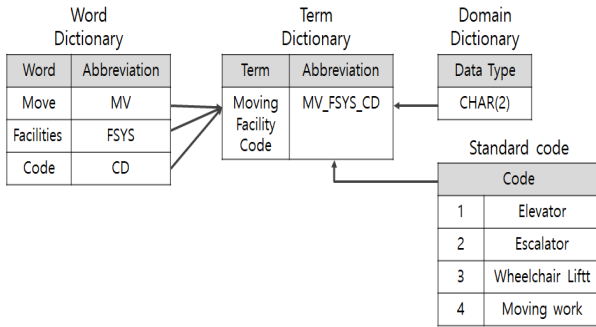 Word
Dictionary
Term
Dictionary
Domain
Dictionary
Word Abbreviation
Move MV
Facilities FSYS
Code CD
Term Abbreviation
Moving
Facility
Code
MV_FSYS_CD
Data Type
CHAR(2)
Standard code
Code
1 Elevator
2 Escalator
3 Wheelchair Liftt
4 Moving work